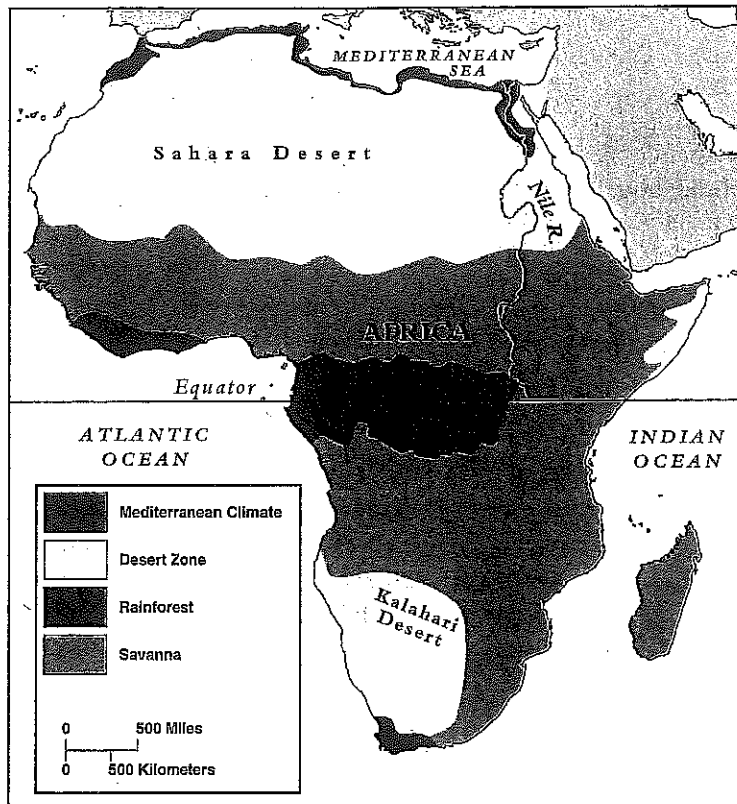 MEDITERRANEAN
SEA
Sahara Desert
Nile R.
AFRICA
Equator
ATLANTIC
OCEAN
INDIAN
OCEAN
Kalahari
Desert
Mediterranean Climate
Desert Zone
Rainforest
Savanna
0 500 Miles
0 500 Kilometers